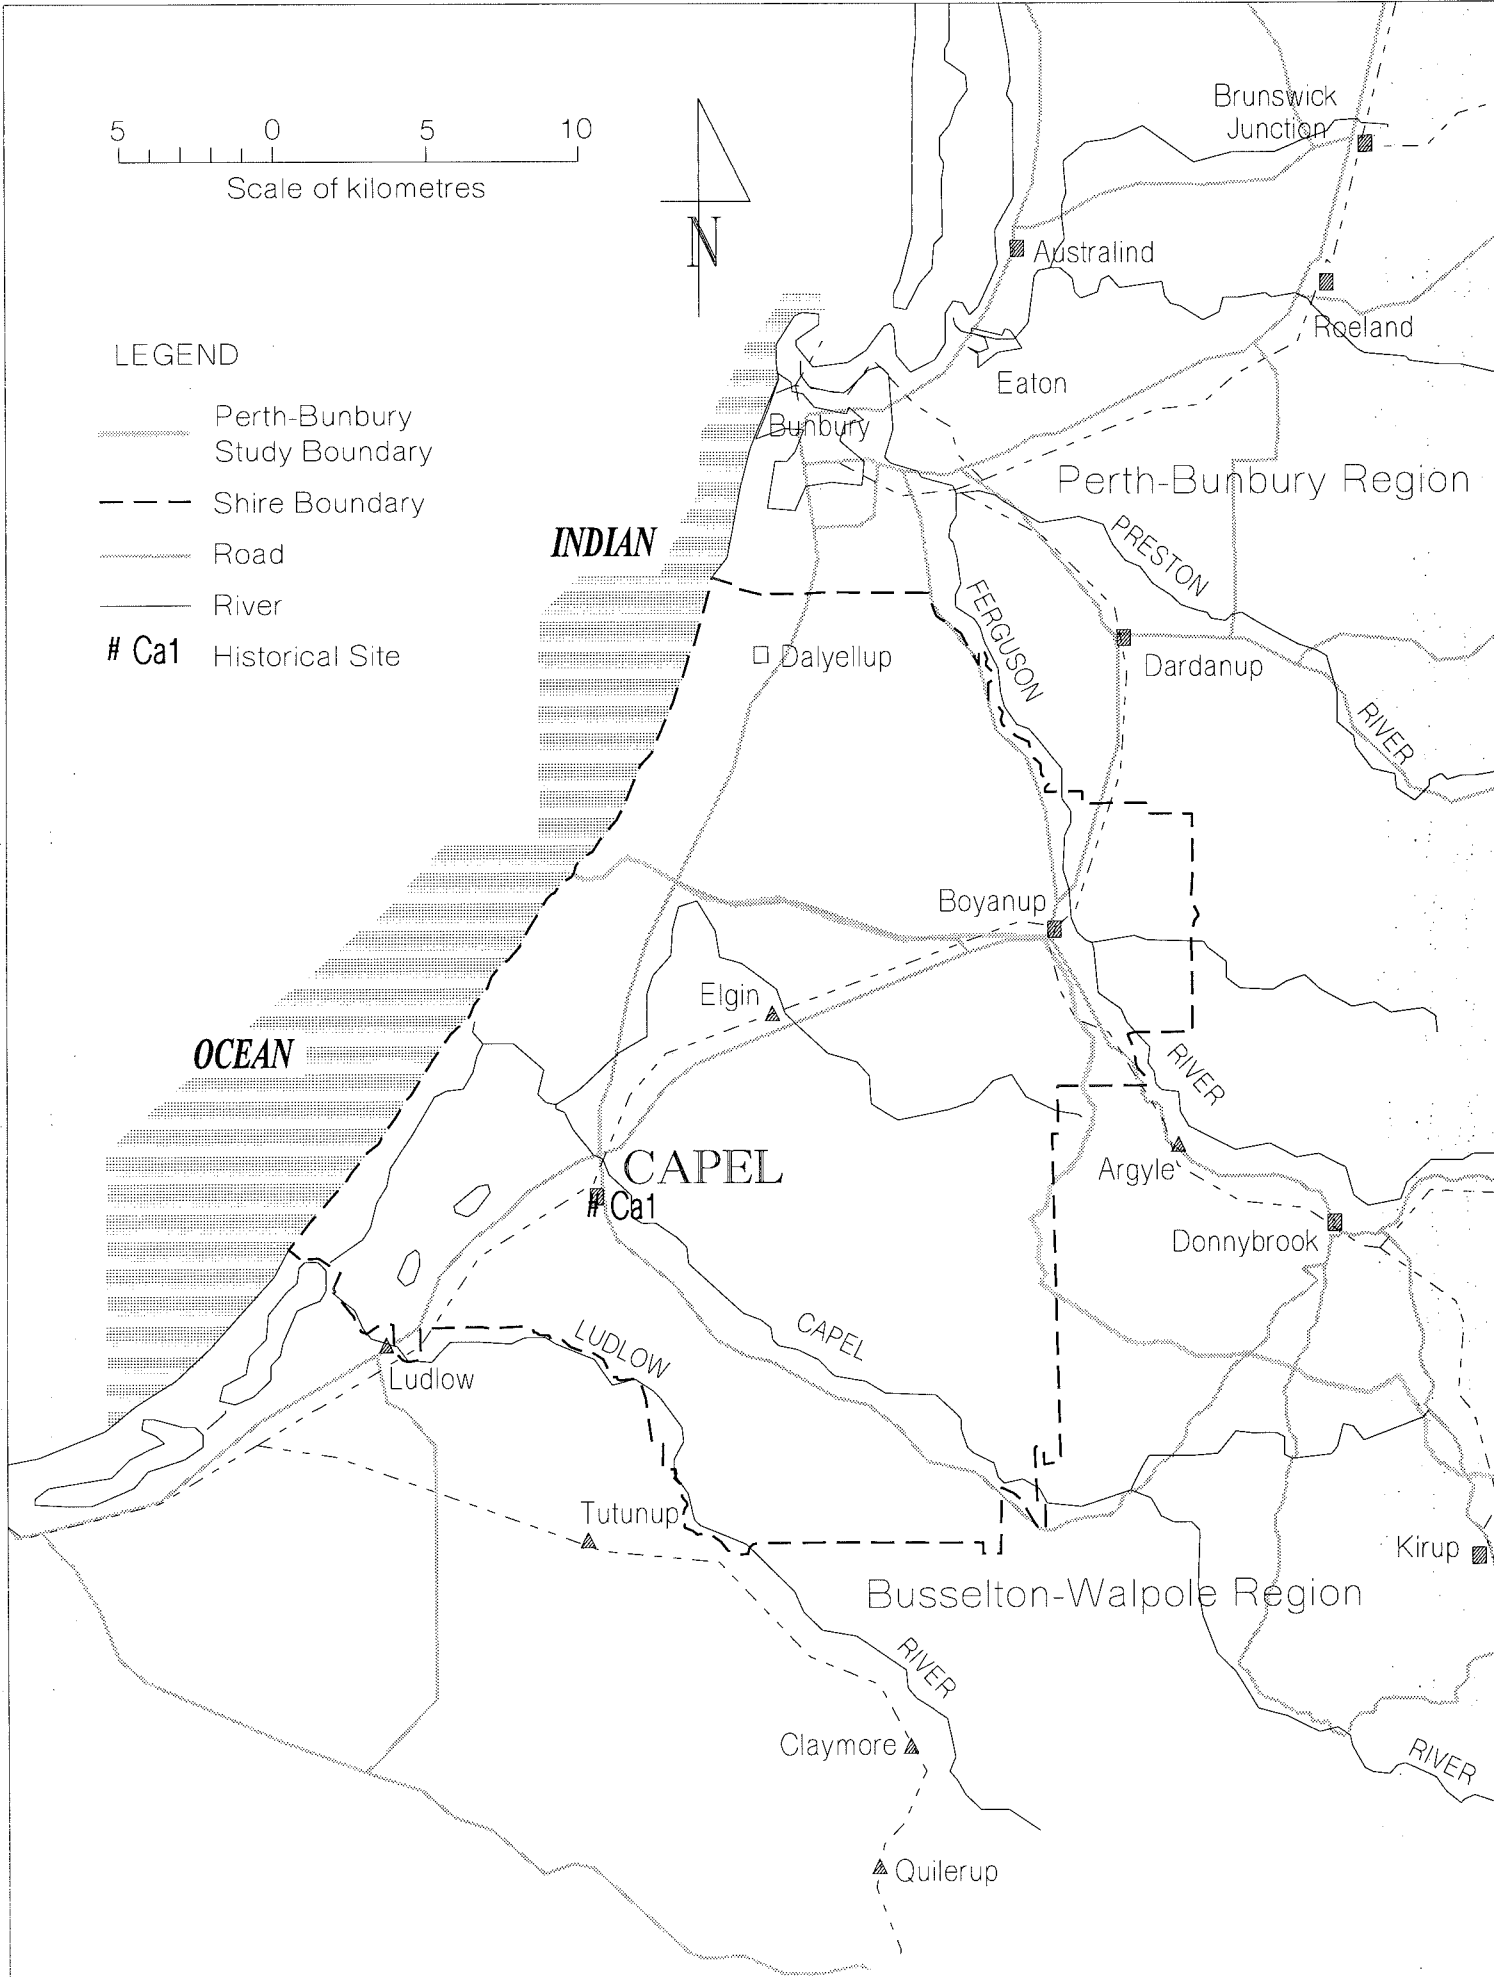 Brunswick
Junction
5 0 5 10
Scale of kilometres
N
Australind
Roeland
LEGEND
Perth-Bunbury
Study Boundary
Shire Boundary
Road
River
# Ca1 Historical Site
Eaton
Bunbury
Perth-Bunbury Region
INDIAN
PRESTON
FERGUSON
Dalyellup
Dardanup
RIVER
Boyanup
Elgin
OCEAN
RIVER
CAPEL
Argyle
# Ca1
Donnybrook
CAPEL
LUDLOW
Ludlow
Tutunup
Kirup
Busselton-Walpole Region
RIVER
Claymore
RIVER
Quilerup